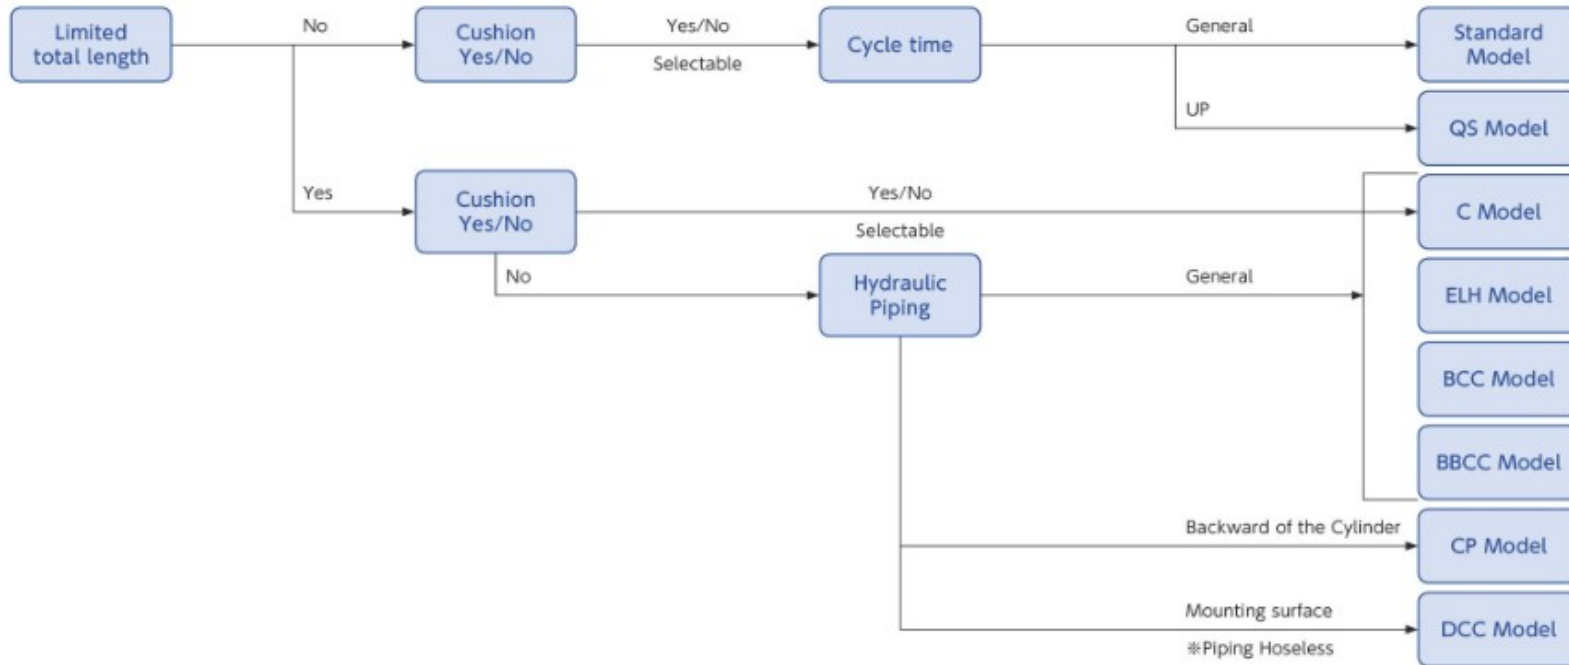 Limited
total length
No
Cushion
Yes/No
Yes/No
Selectable
Cycle time
General
Standard
Model
UP
QS Model
Yes
Cushion
Yes/No
Yes/No
Selectable
C Model
No
Hydraulic
Piping
General
ELH Model
BCC Model
BBCC Model
Backward of the Cylinder
CP Model
Mounting surface
※Piping Hoseless
DCC Model